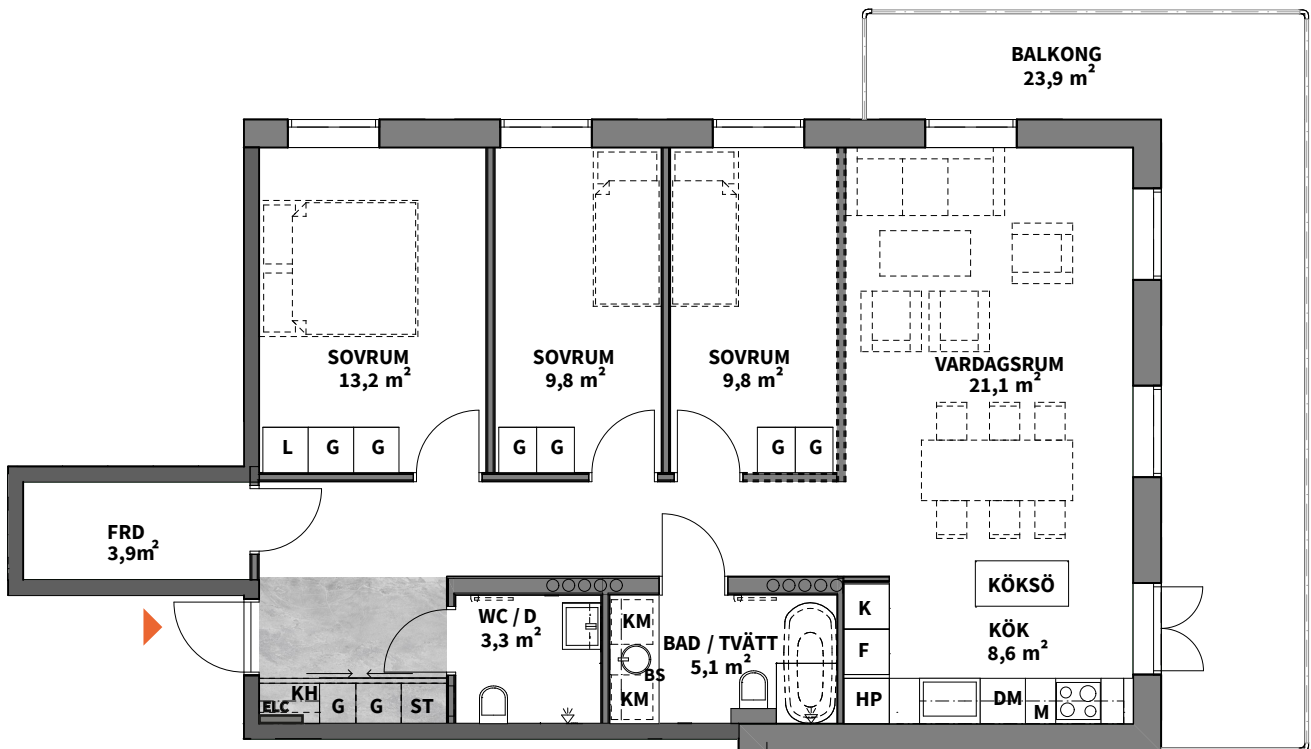 BALKONG
23,9 m²
SOVRUM
13,2 m²
SOVRUM
9,8 m²
SOVRUM
9,8 m²
VARDAGSRUM
21,1 m²
L G G
G G
G G
FRD
3,9m²
KÖKSÖ
WC / D
3,3 m²
KM
BAD / TVÄTT
5,1 m²
BS
KM
K
F
KÖK
8,6 m²
HP
DM
M
KH
ELC
G G ST